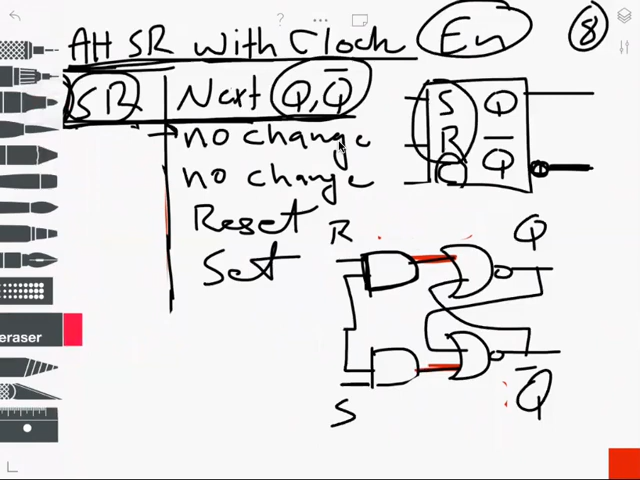 AH SR with Clock En 8
SR Next Q, Q̅
no change
no change
Reset
Set
S Q
R Q̅
C
R Q
S Q̅
eraser
?
...